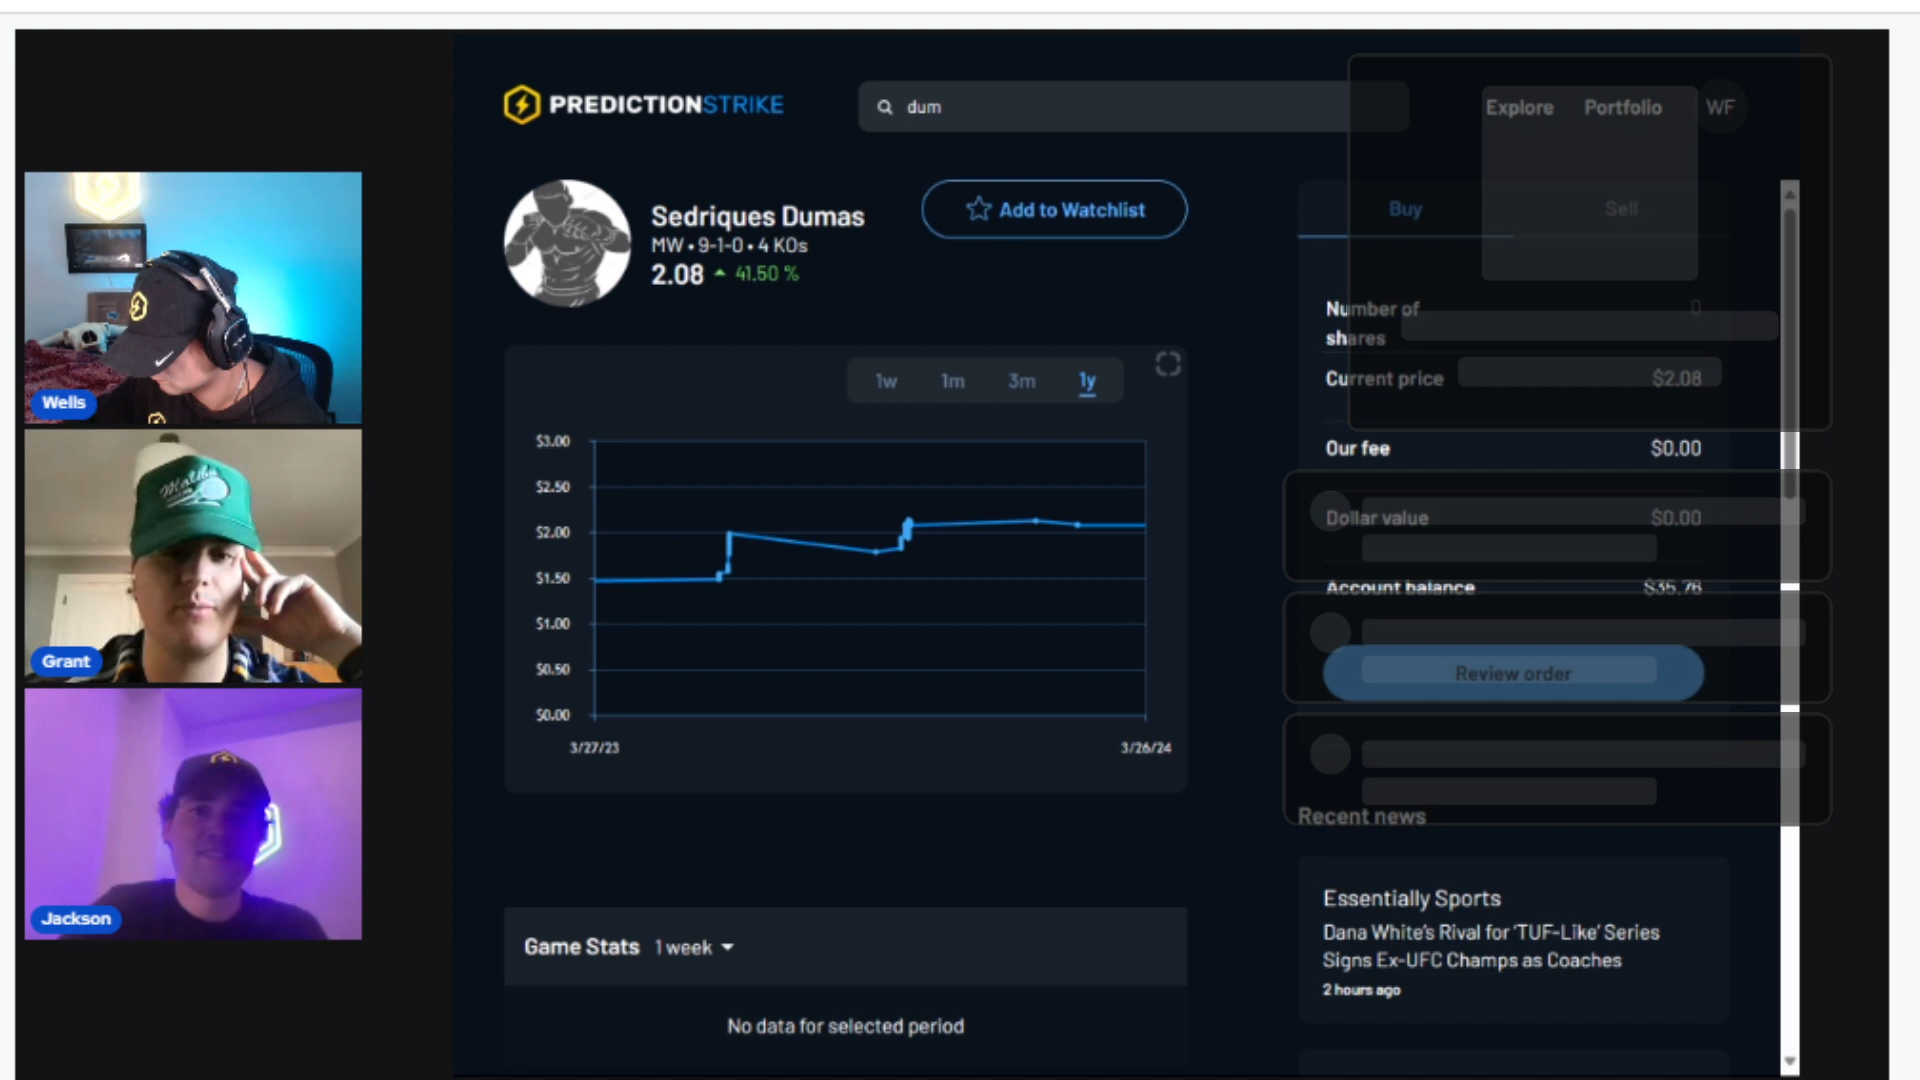 PREDICTIONSTRIKE
dum
Explore Portfolio WF
Sedriques Dumas
MW • 9-1-0 • 4 KOs
2.08 41.50 %
Add to Watchlist
Buy Sell
Number of shares 0
Current price $2.08
Our fee $0.00
Dollar value $0.00
Account balance $35.76
Review order
1w 1m 3m 1y
$3.00
$2.50
$2.00
$1.50
$1.00
$0.50
$0.00
3/27/23 3/26/24
Wells
Grant
Malibu
Jackson
Game Stats 1 week
No data for selected period
Recent news
Essentially Sports
Dana White's Rival for 'TUF-Like' Series
Signs Ex-UFC Champs as Coaches
2 hours ago